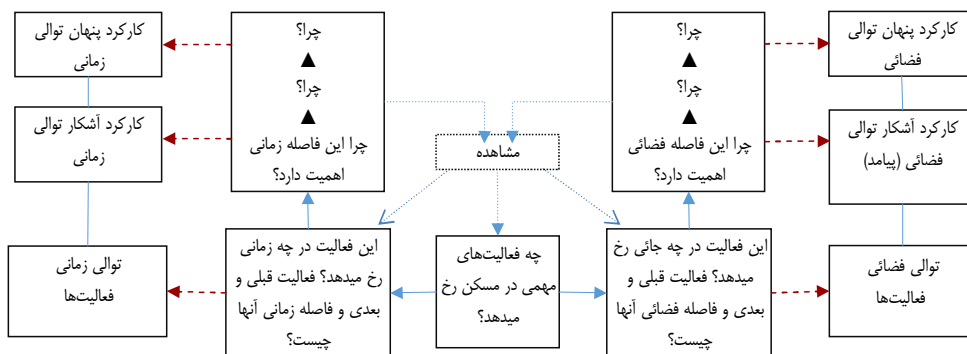 کارکرد پنهان توالی
فضائی
چرا؟
▲
چرا؟
▲
چرا این فاصله فضائی
اهمیت دارد؟
چرا؟
▲
چرا؟
▲
چرا این فاصله زمانی
اهمیت دارد؟
کارکرد پنهان توالی
زمانی
کارکرد آشکار توالی
فضائی (پیامد)
مشاهده
کارکرد آشکار توالی
زمانی
توالی فضائی
فعالیت‌ها
این فعالیت در چه جائی رخ
میدهد؟ فعالیت قبلی و
بعدی و فاصله فضائی آنها
چیست؟
چه فعالیت‌های
مهمی در مسکن رخ
میدهد؟
این فعالیت در چه زمانی
رخ میدهد؟ فعالیت قبلی و
بعدی و فاصله زمانی آنها
چیست؟
توالی زمانی
فعالیت‌ها